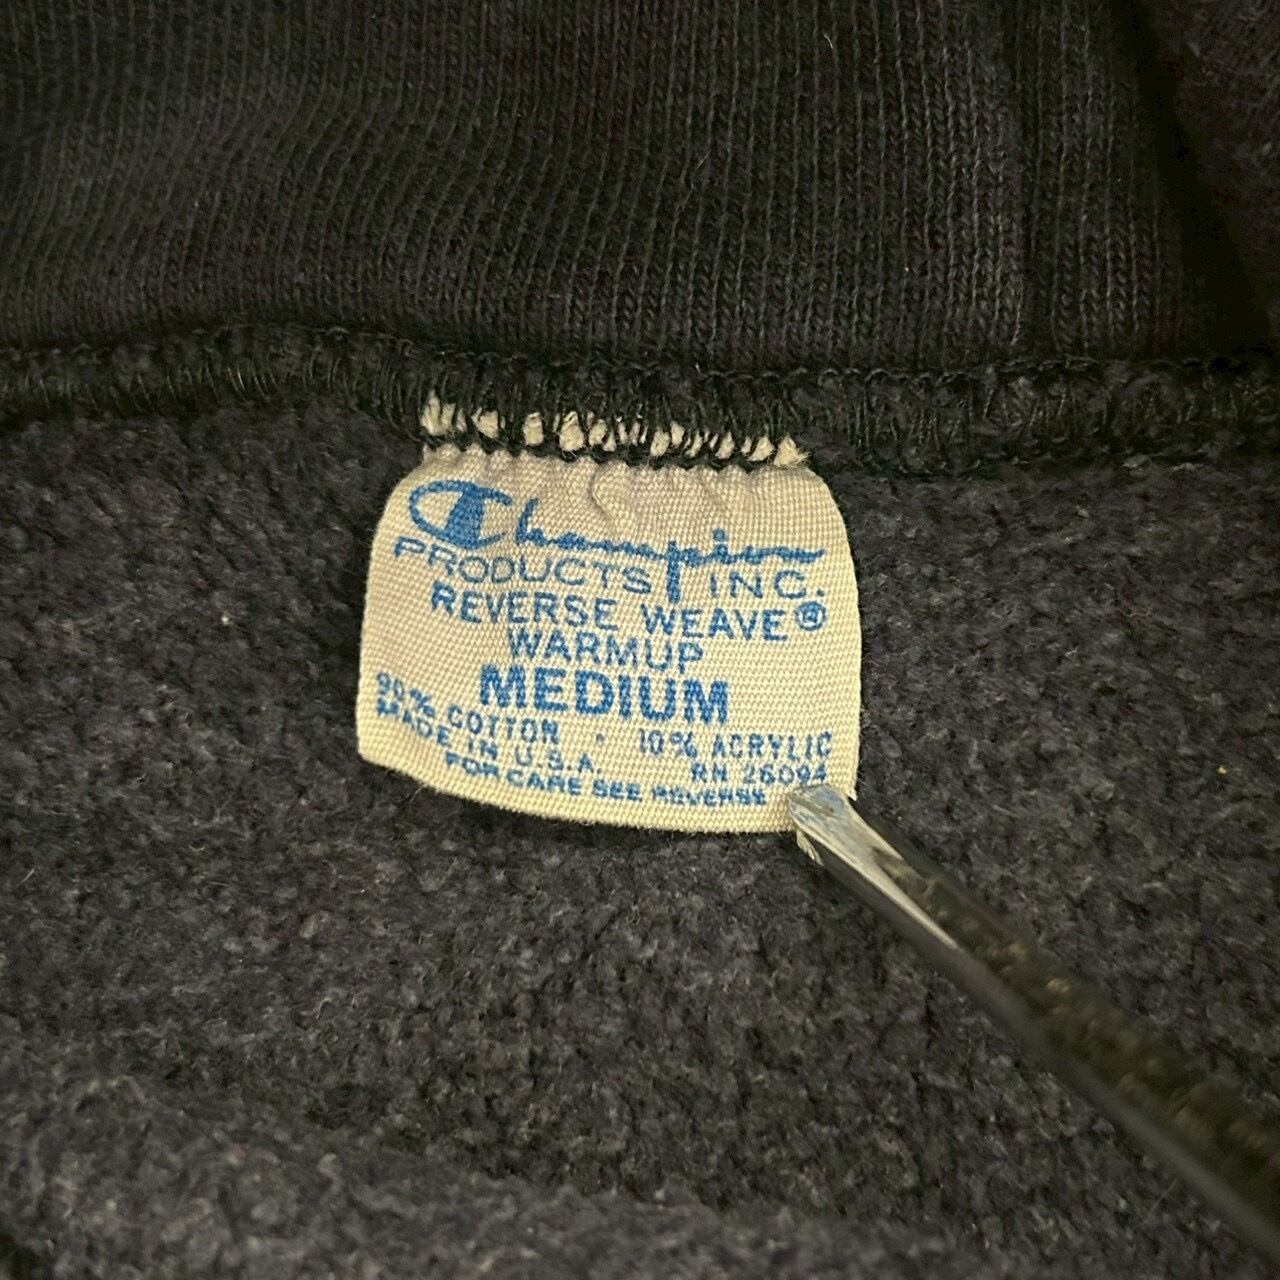 Champion
PRODUCTS INC.
REVERSE WEAVE®
WARMUP
MEDIUM
90% COTTON · 10% ACRYLIC
MADE IN U.S.A. RN 26094
FOR CARE SEE REVERSE